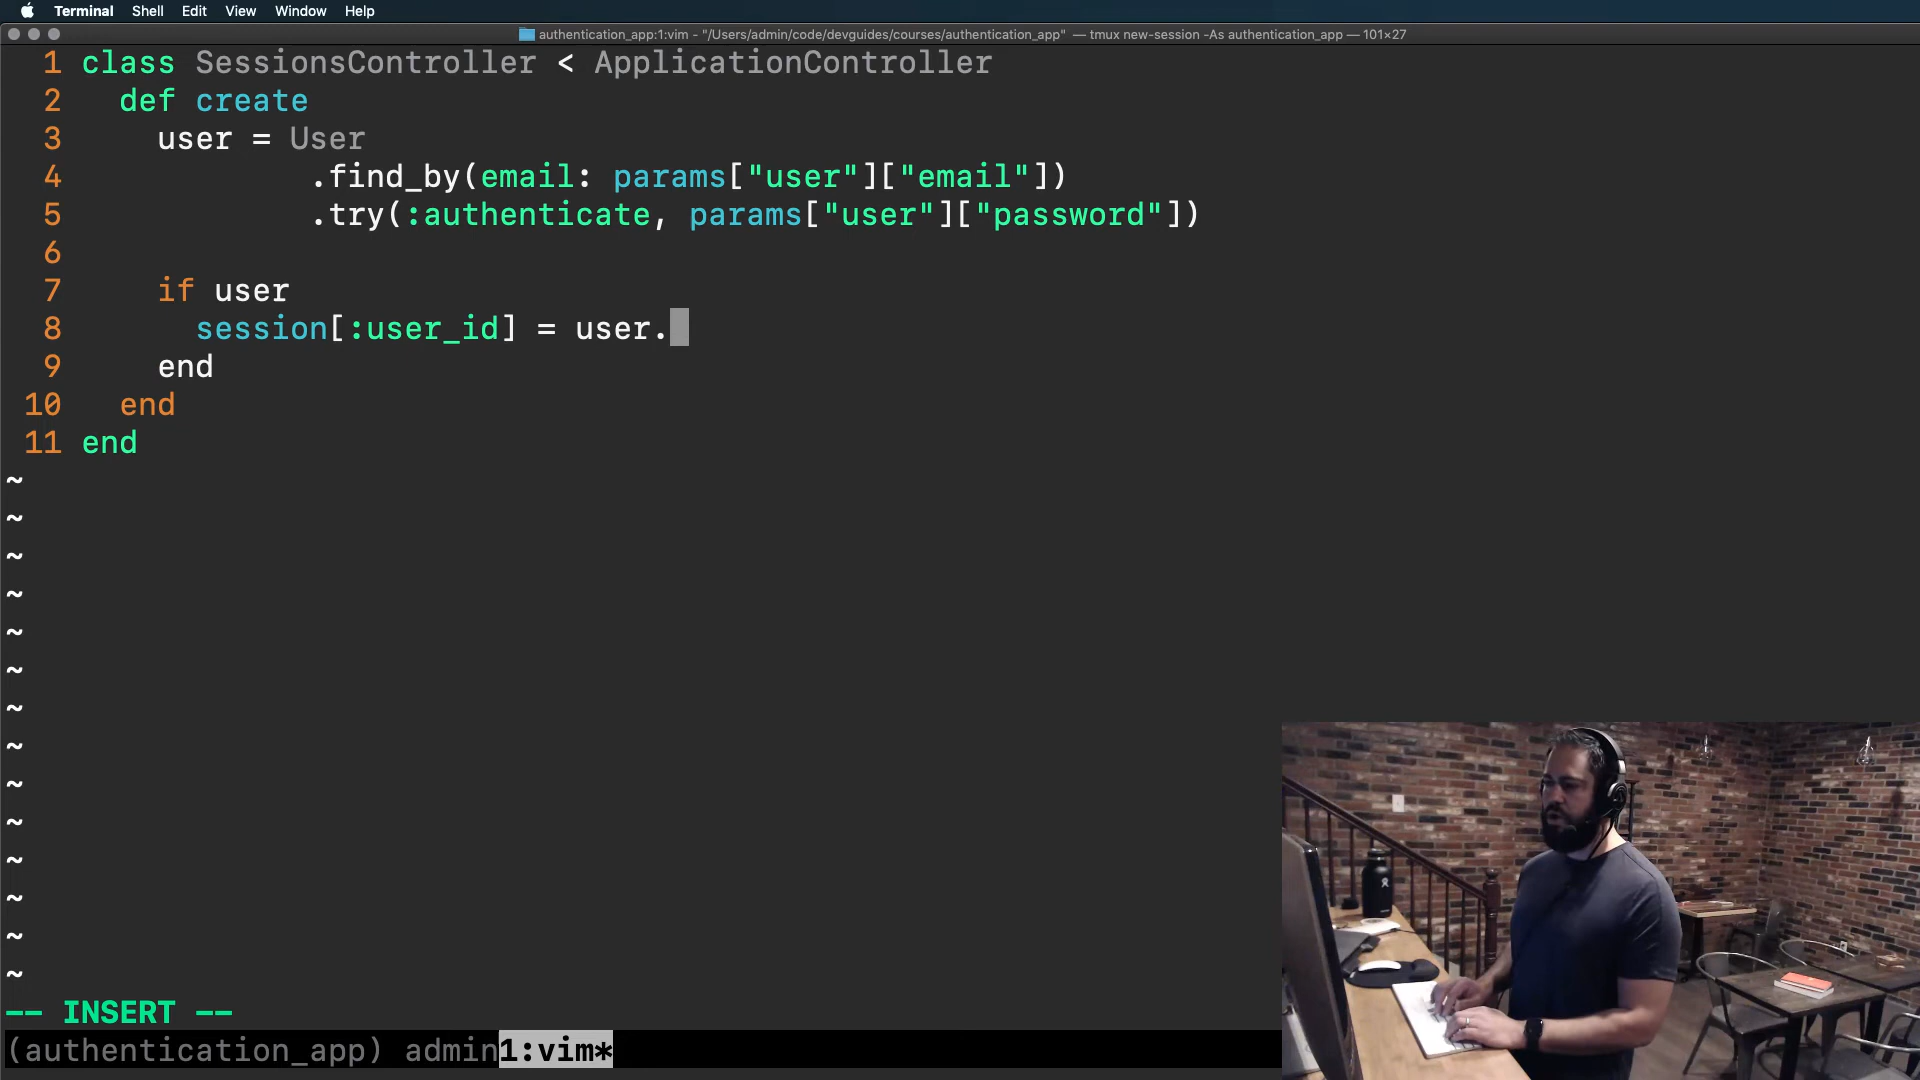 Terminal Shell Edit View Window Help
authentication_app:1:vim - "/Users/admin/code/devguides/courses/authentication_app" — tmux new-session -As authentication_app — 101×27
1 class SessionsController < ApplicationController
2   def create
3     user = User
4             .find_by(email: params["user"]["email"])
5             .try(:authenticate, params["user"]["password"])
6
7     if user
8       session[:user_id] = user.
9     end
10   end
11 end
~
~
~
~
~
~
~
~
~
~
~
~
~
~
-- INSERT --
(authentication_app) admin1:vim*